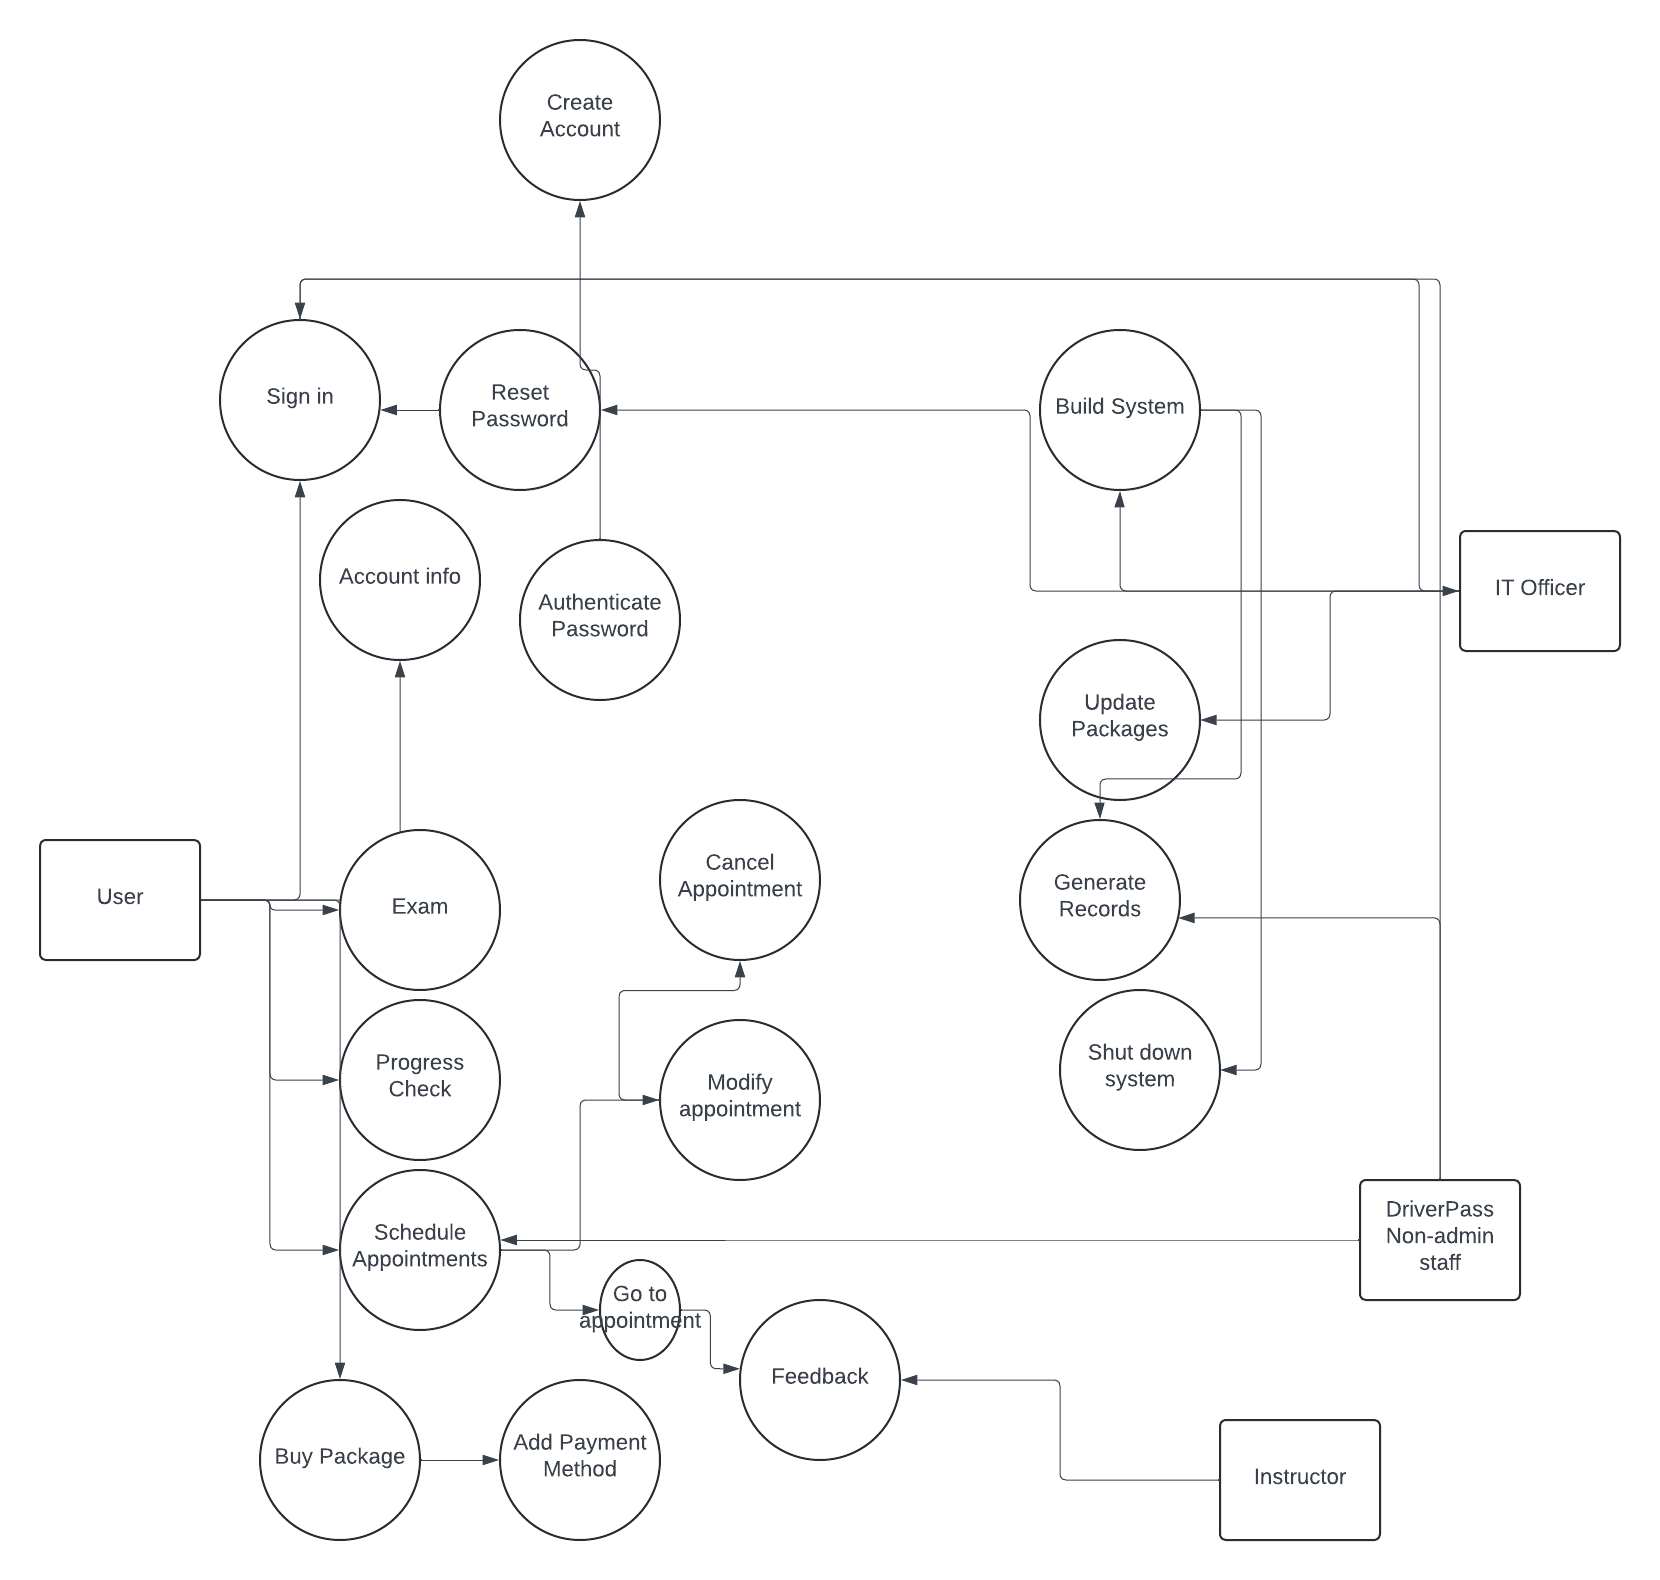 Create
Account
Sign in
Reset
Password
Build System
Account info
Authenticate
Password
IT Officer
Update
Packages
User
Exam
Cancel
Appointment
Generate
Records
Progress
Check
Modify
appointment
Shut down
system
Schedule
Appointments
DriverPass
Non-admin
staff
Go to
appointment
Feedback
Buy Package
Add Payment
Method
Instructor